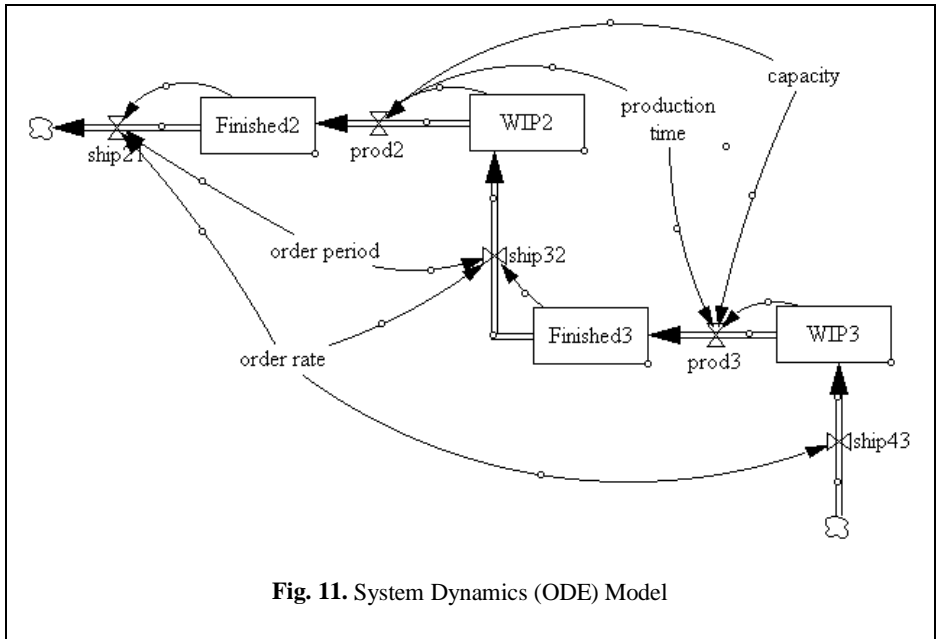 capacity
production
time
Finished2
WIP2
ship21
prod2
order period
ship32
Finished3
WIP3
order rate
prod3
ship43
Fig. 11. System Dynamics (ODE) Model